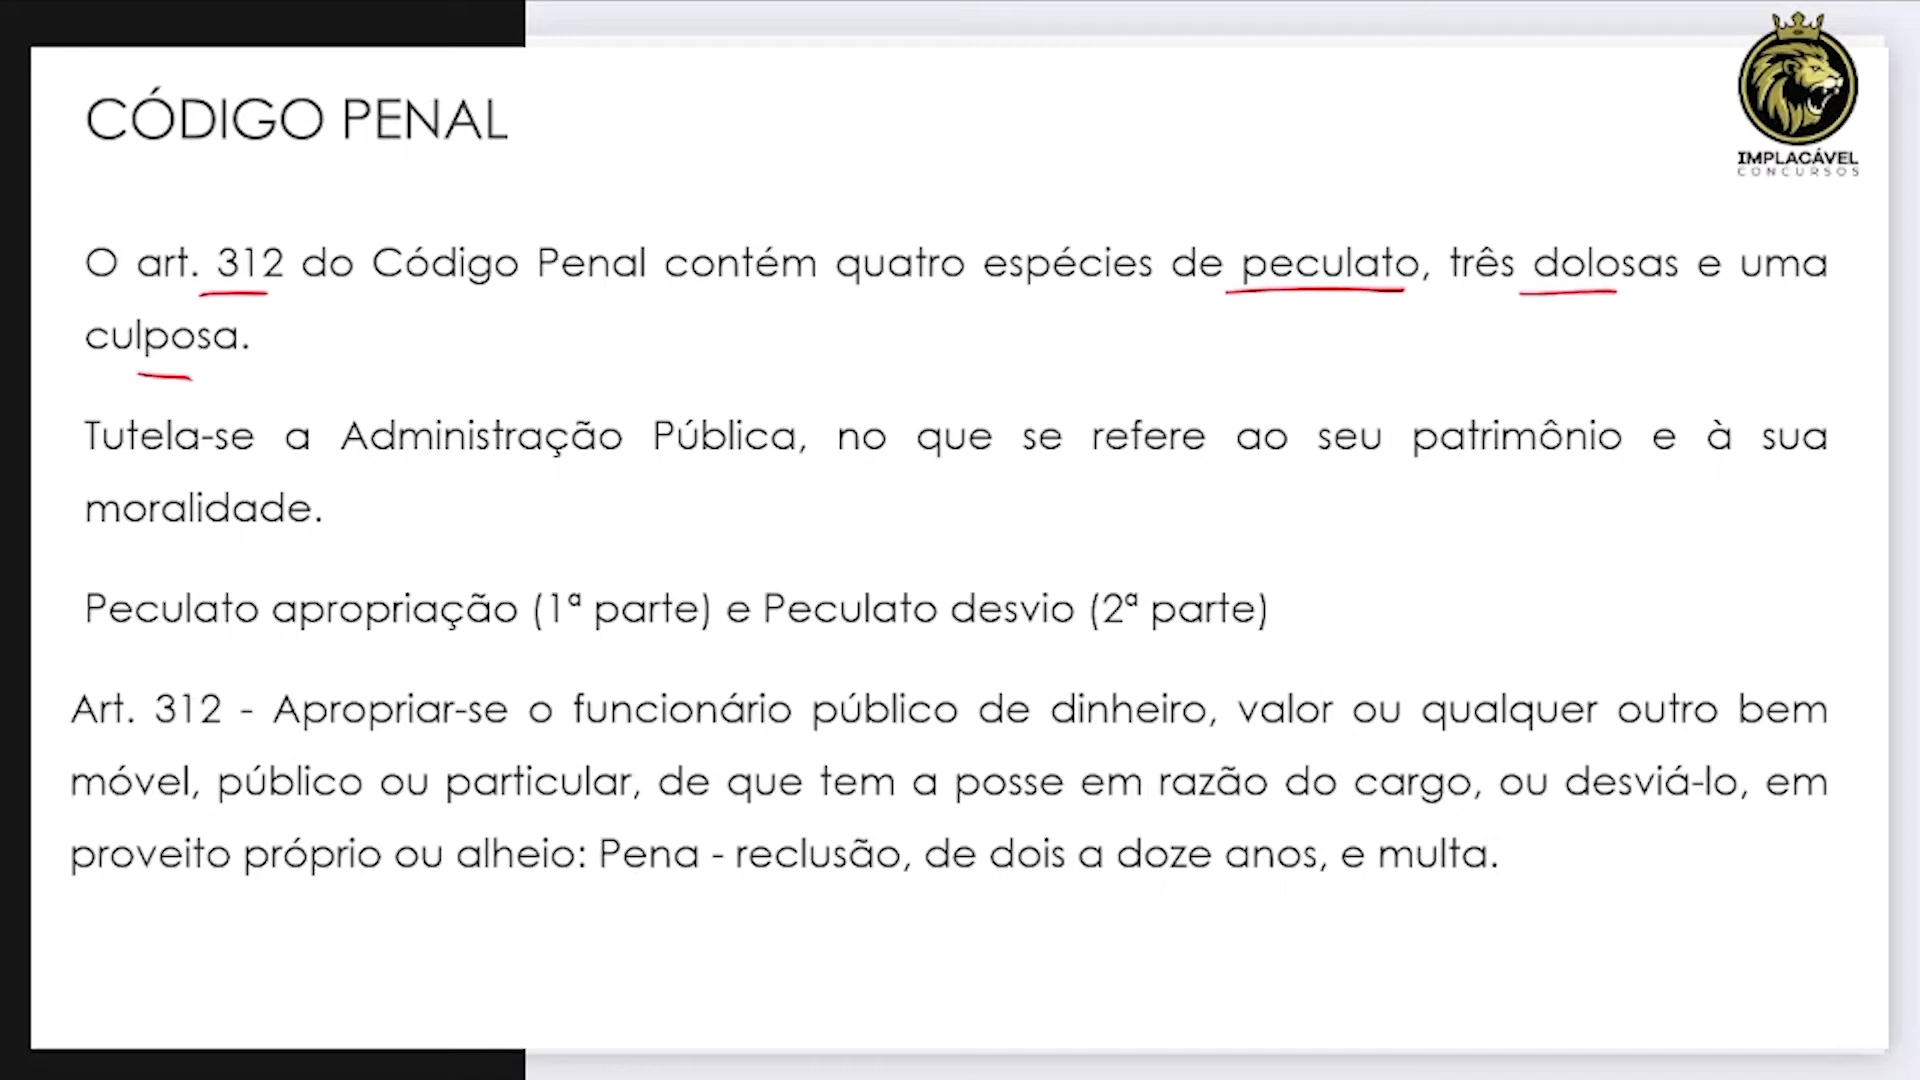 CÓDIGO PENAL
IMPLACÁVEL
CONCURSOS
O art. 312 do Código Penal contém quatro espécies de peculato, três dolosas e uma
culposa.
Tutela-se a Administração Pública, no que se refere ao seu patrimônio e à sua
moralidade.
Peculato apropriação (1ª parte) e Peculato desvio (2ª parte)
Art. 312 - Apropriar-se o funcionário público de dinheiro, valor ou qualquer outro bem
móvel, público ou particular, de que tem a posse em razão do cargo, ou desviá-lo, em
proveito próprio ou alheio: Pena - reclusão, de dois a doze anos, e multa.